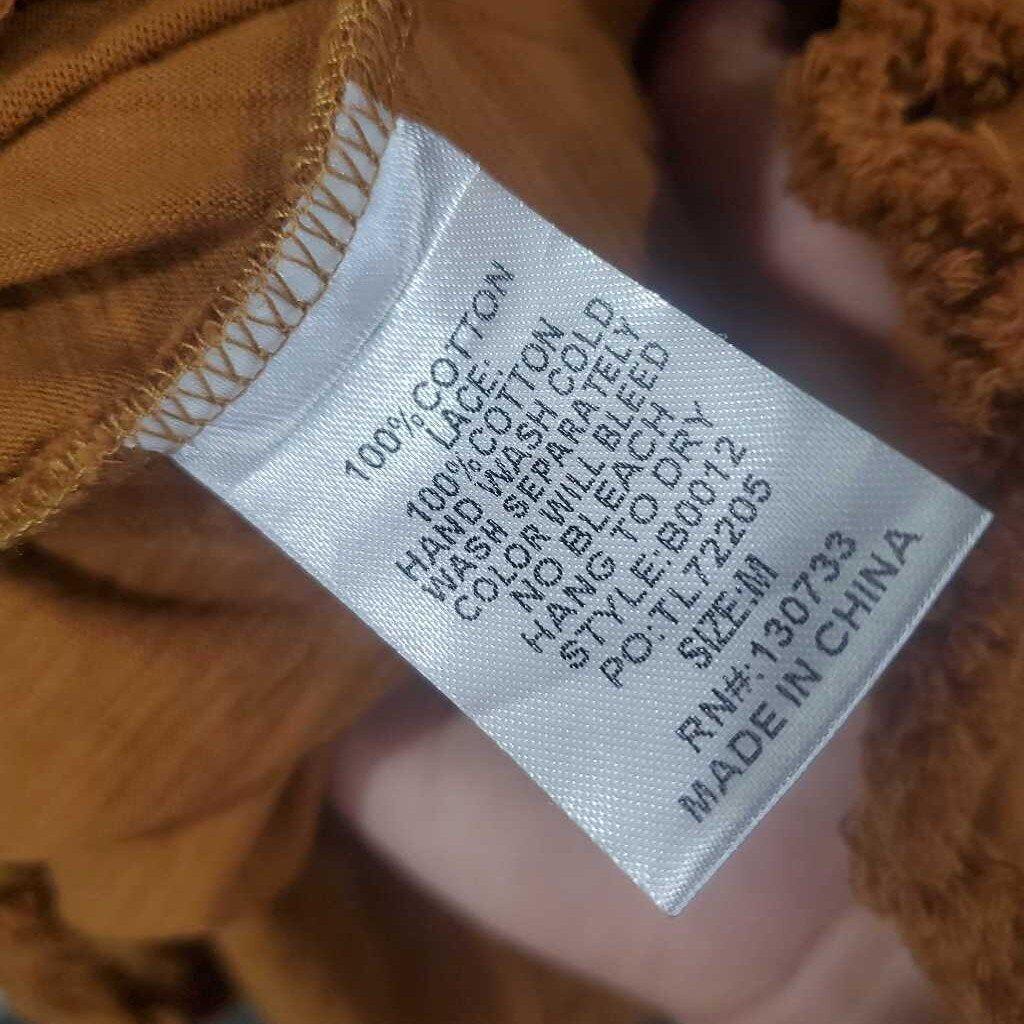 100%COTTON
LACE:
100%COTTON
HAND WASH COLD
WASH SEPARATELY
COLOR WILL BLEED
NO BLEACH
HANG TO DRY
STYLE:B0012
PO:TL72205
SIZE:M
RN#:130733
MADE IN CHINA